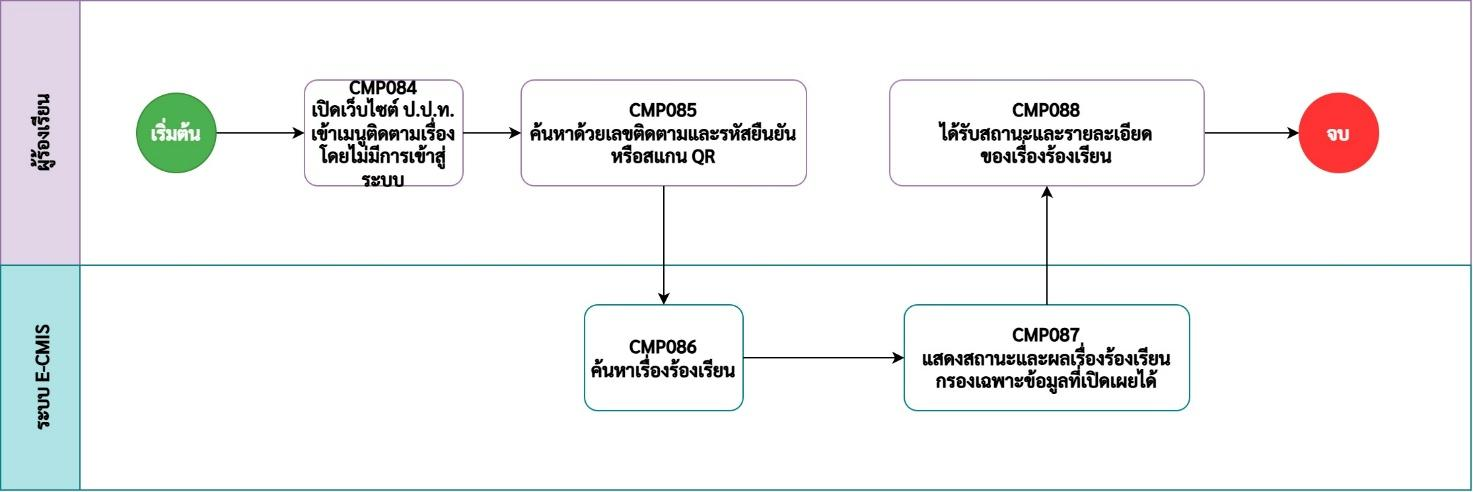 ผู้ร้องเรียน
เริ่มต้น
CMP084
เปิดเว็บไซต์ ป.ป.ท.
เข้าเมนูติดตามเรื่อง
โดยไม่มีการเข้าสู่
ระบบ
CMP085
ค้นหาด้วยเลขติดตามและรหัสยืนยัน
หรือสแกน QR
CMP088
ได้รับสถานะและรายละเอียด
ของเรื่องร้องเรียน
จบ
ระบบ E-CMIS
CMP086
ค้นหาเรื่องร้องเรียน
CMP087
แสดงสถานะและผลเรื่องร้องเรียน
กรองเฉพาะข้อมูลที่เปิดเผยได้